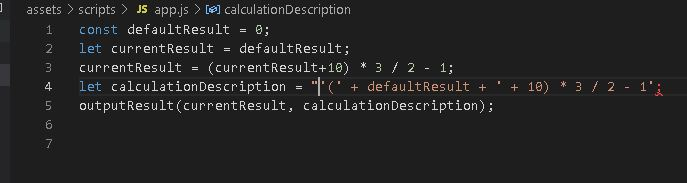 assets > scripts > JS app.js > calculationDescription
1 const defaultResult = 0;
2 let currentResult = defaultResult;
3 currentResult = (currentResult+10) * 3 / 2 - 1;
4 let calculationDescription = "'(' + defaultResult + ' + 10) * 3 / 2 - 1';
5 outputResult(currentResult, calculationDescription);
6
7